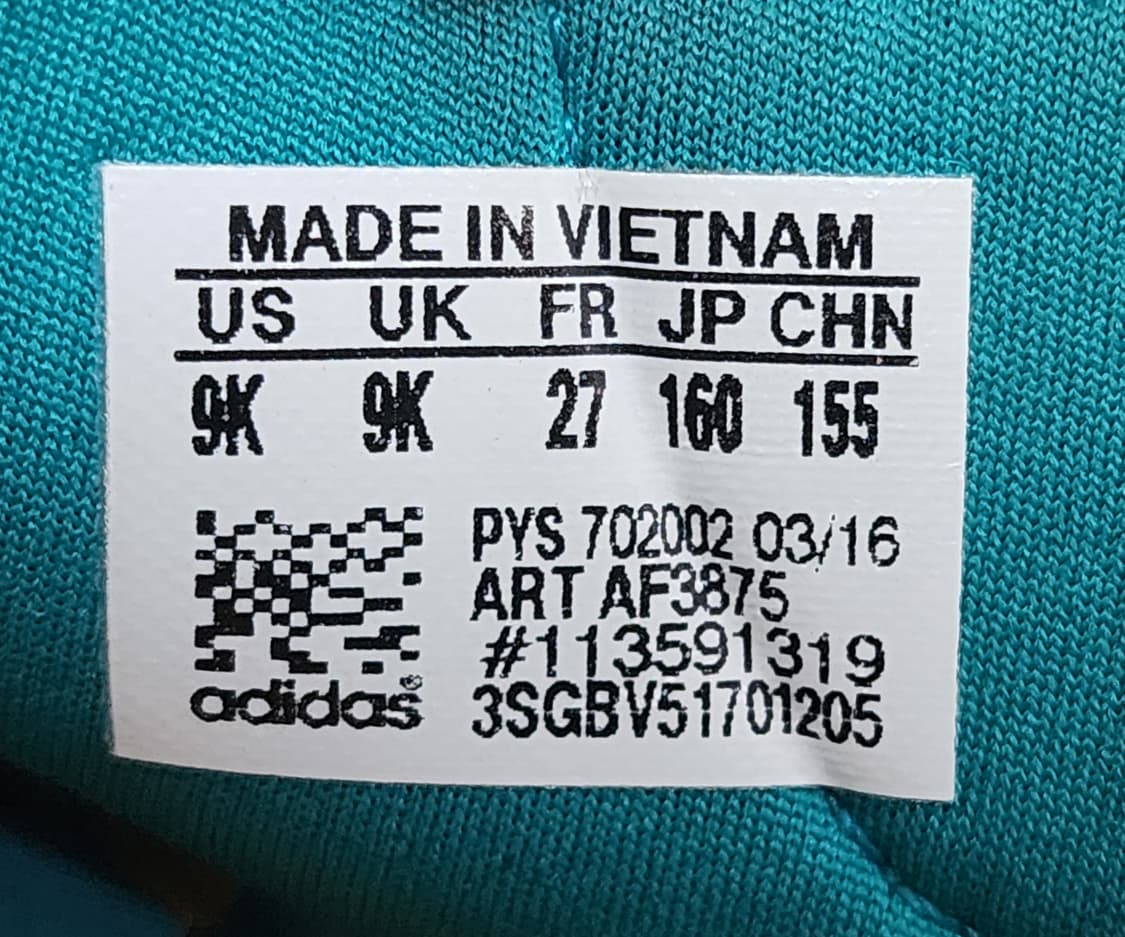 MADE IN VIETNAM
US UK FR JP CHN
9K 9K 27 160 155
PYS 702002 03/16
ART AF3875
#113591319
adidas® 3SGBV51701205